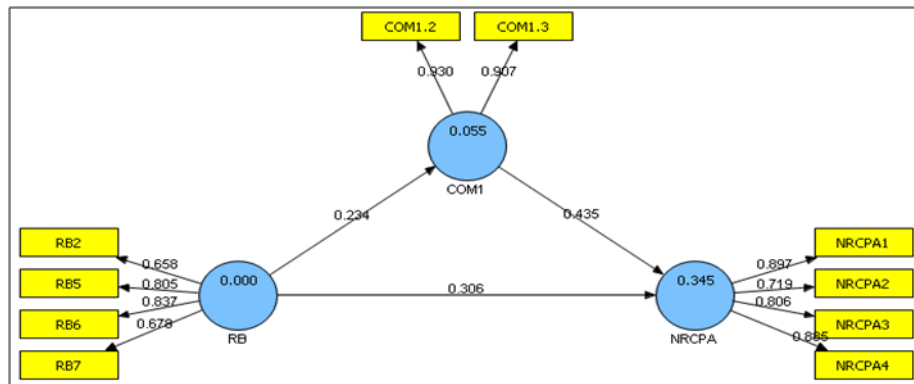 COM1.2
COM1.3
0.930
0.907
0.055
COM1
0.234
0.435
RB2
RB5
RB6
RB7
0.658
0.805
0.837
0.678
0.000
RB
0.306
0.345
NRCPA
0.897
0.719
0.806
0.885
NRCPA1
NRCPA2
NRCPA3
NRCPA4